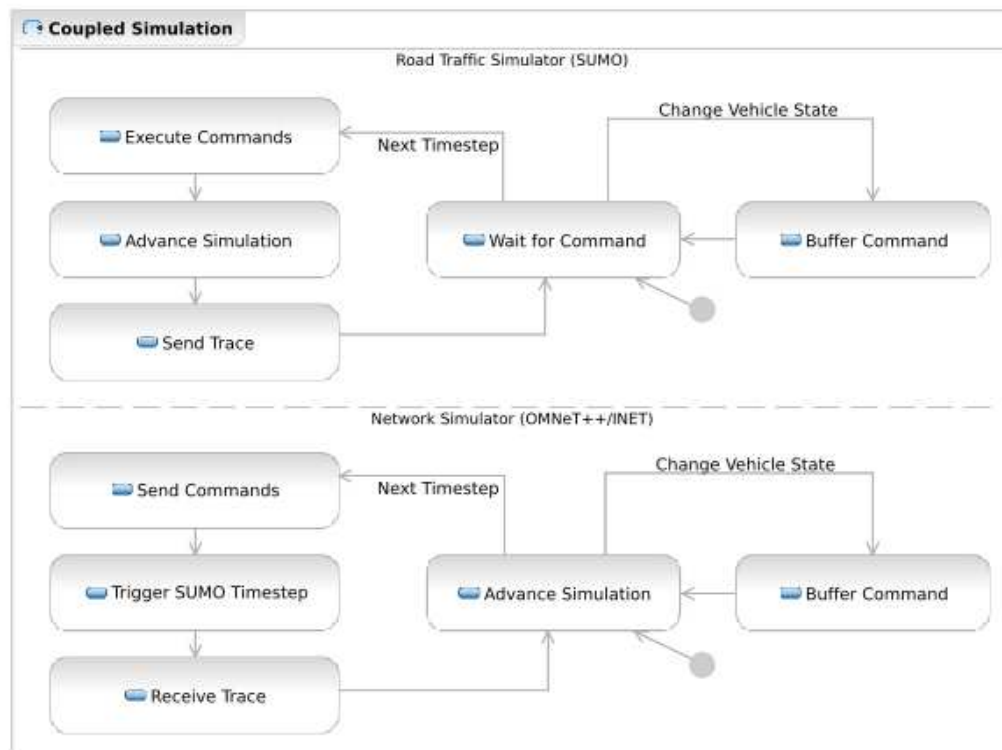 Coupled Simulation
Road Traffic Simulator (SUMO)
Change Vehicle State
Execute Commands
Next Timestep
Advance Simulation
Wait for Command
Buffer Command
Send Trace
Network Simulator (OMNeT++/INET)
Change Vehicle State
Send Commands
Next Timestep
Trigger SUMO Timestep
Advance Simulation
Buffer Command
Receive Trace